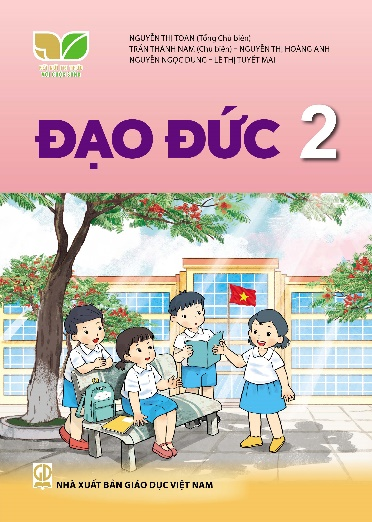 NGUYỄN THỊ TOAN (Tổng Chủ biên)
TRẦN THÀNH NAM (Chủ biên) – NGUYỄN THỊ HOÀNG ANH
NGUYỄN NGỌC DUNG – LÊ THỊ TUYẾT MAI
ĐẠO ĐỨC 2
NHÀ XUẤT BẢN GIÁO DỤC VIỆT NAM